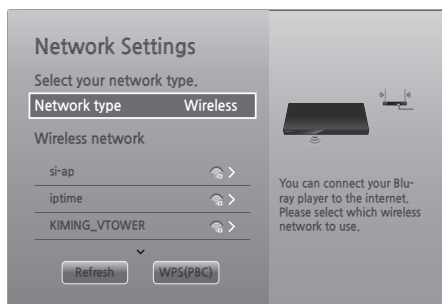 Network Settings
Select your network type.
Network type Wireless
Wireless network
si-ap
iptime
KIMING_VTOWER
Refresh WPS(PBC)
You can connect your Blu-
ray player to the internet.
Please select which wireless
network to use.